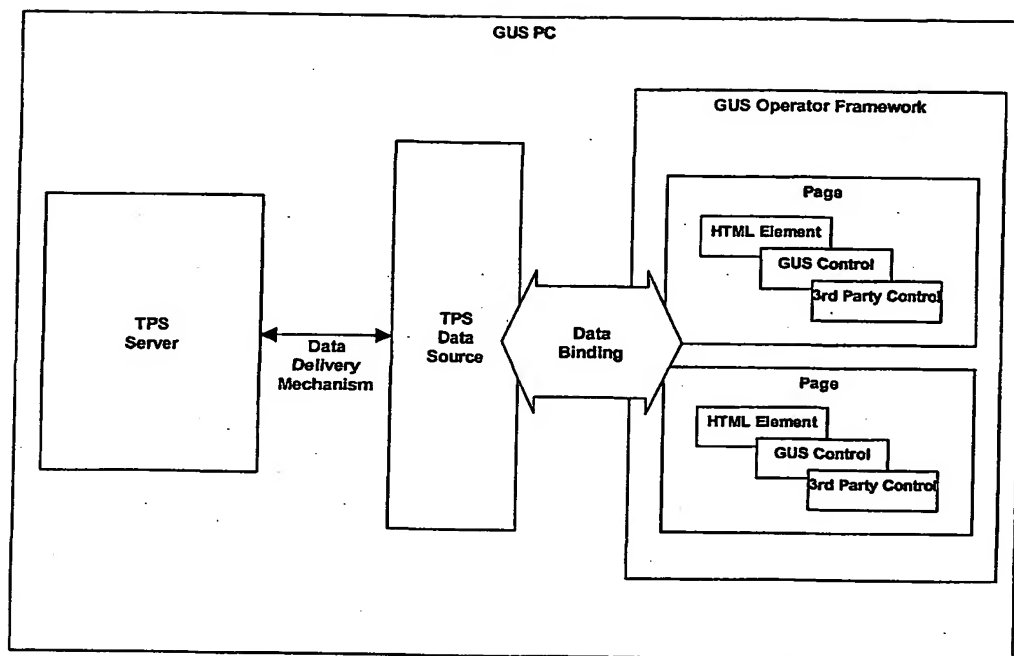 GUS PC
GUS Operator Framework
TPS
Server
Data
Delivery
Mechanism
TPS
Data
Source
Data
Binding
Page
HTML Element
GUS Control
3rd Party Control
Page
HTML Element
GUS Control
3rd Party Control